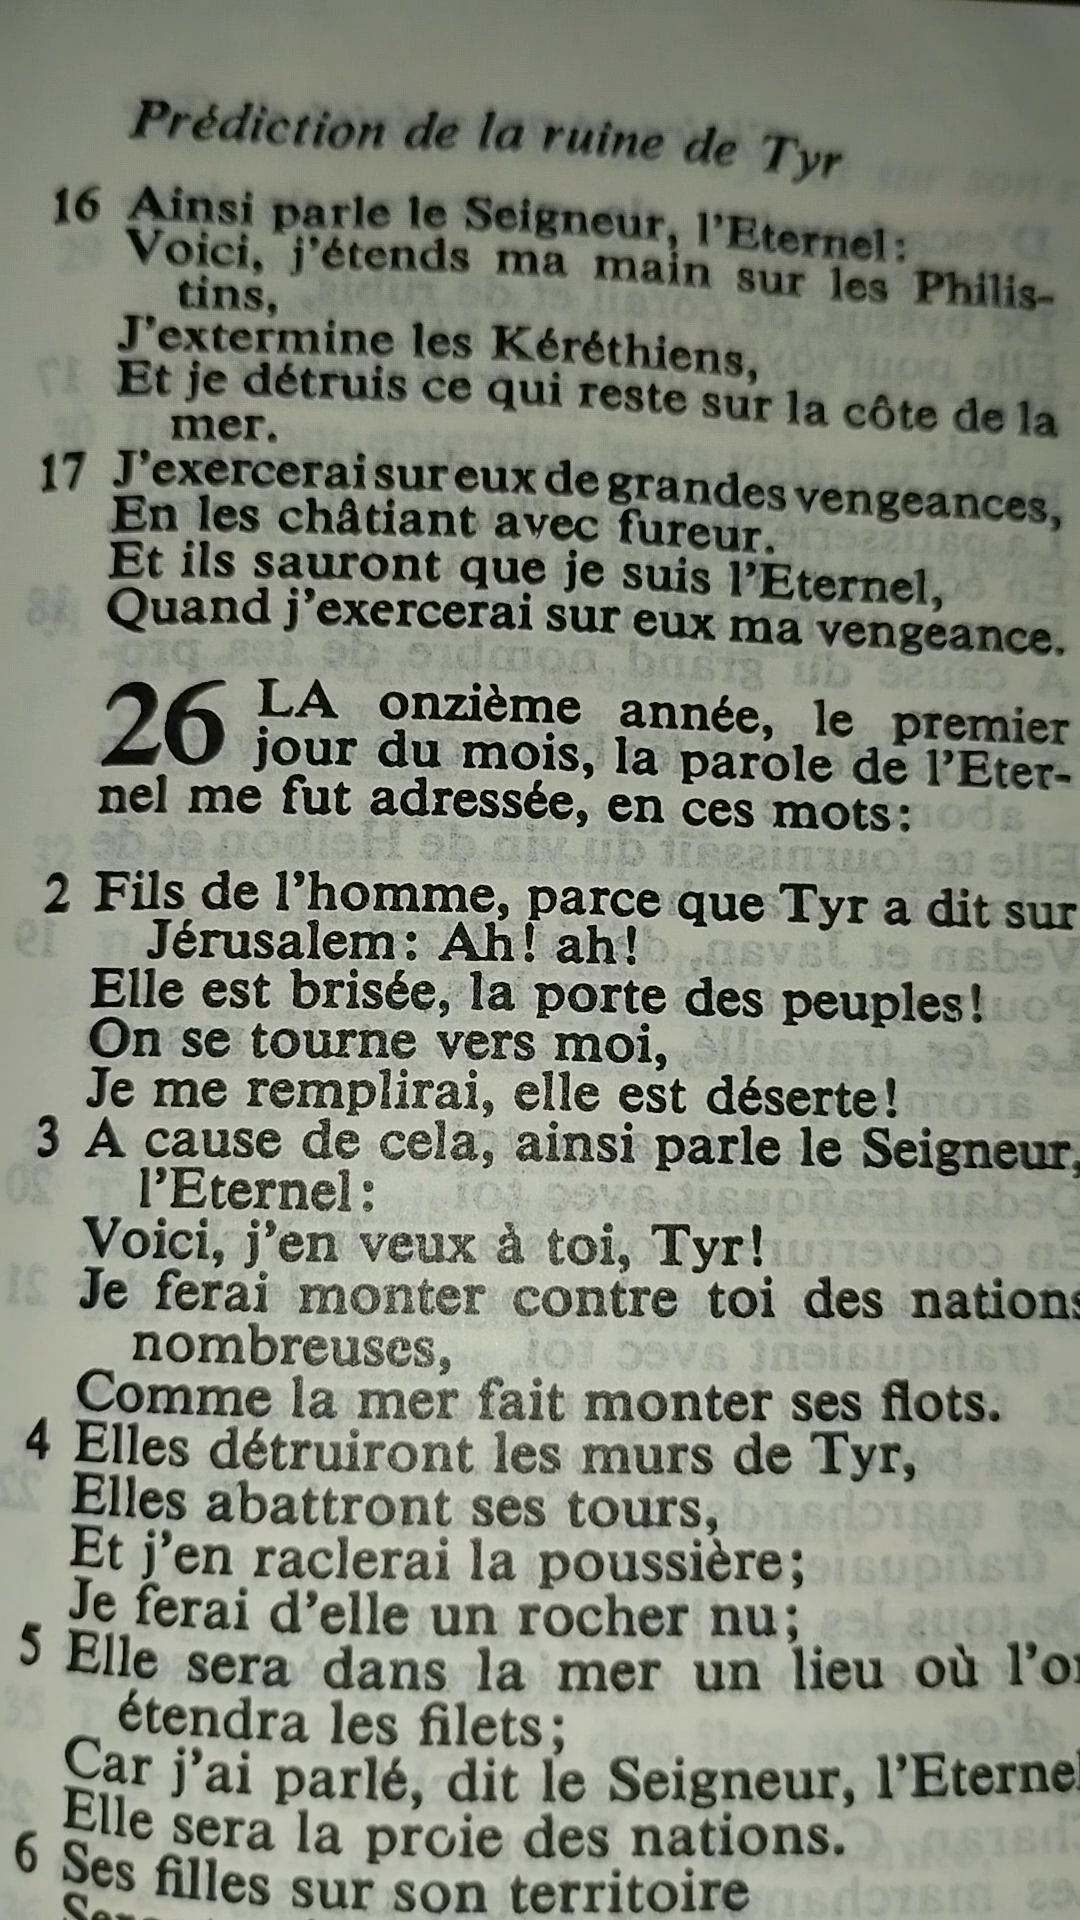 Prédiction de la ruine de Tyr
16 Ainsi parle le Seigneur, l'Eternel:
Voici, j'étends ma main sur les Philis-
tins,
J'extermine les Kéréthiens,
Et je détruis ce qui reste sur la côte de la
mer.
17 J'exercerai sur eux de grandes vengeances,
En les châtiant avec fureur.
Et ils sauront que je suis l'Eternel,
Quand j'exercerai sur eux ma vengeance.
26 LA onzième année, le premier
jour du mois, la parole de l'Eter-
nel me fut adressée, en ces mots:
2 Fils de l'homme, parce que Tyr a dit sur
Jérusalem: Ah! ah!
Elle est brisée, la porte des peuples!
On se tourne vers moi,
Je me remplirai, elle est déserte!
3 A cause de cela, ainsi parle le Seigneur,
l'Eternel:
Voici, j'en veux à toi, Tyr!
Je ferai monter contre toi des nations
nombreuses,
Comme la mer fait monter ses flots.
4 Elles détruiront les murs de Tyr,
Elles abattront ses tours,
Et j'en raclerai la poussière;
Je ferai d'elle un rocher nu;
5 Elle sera dans la mer un lieu où l'on
étendra les filets;
Car j'ai parlé, dit le Seigneur, l'Eternel
Elle sera la proie des nations.
6 Ses filles sur son territoire